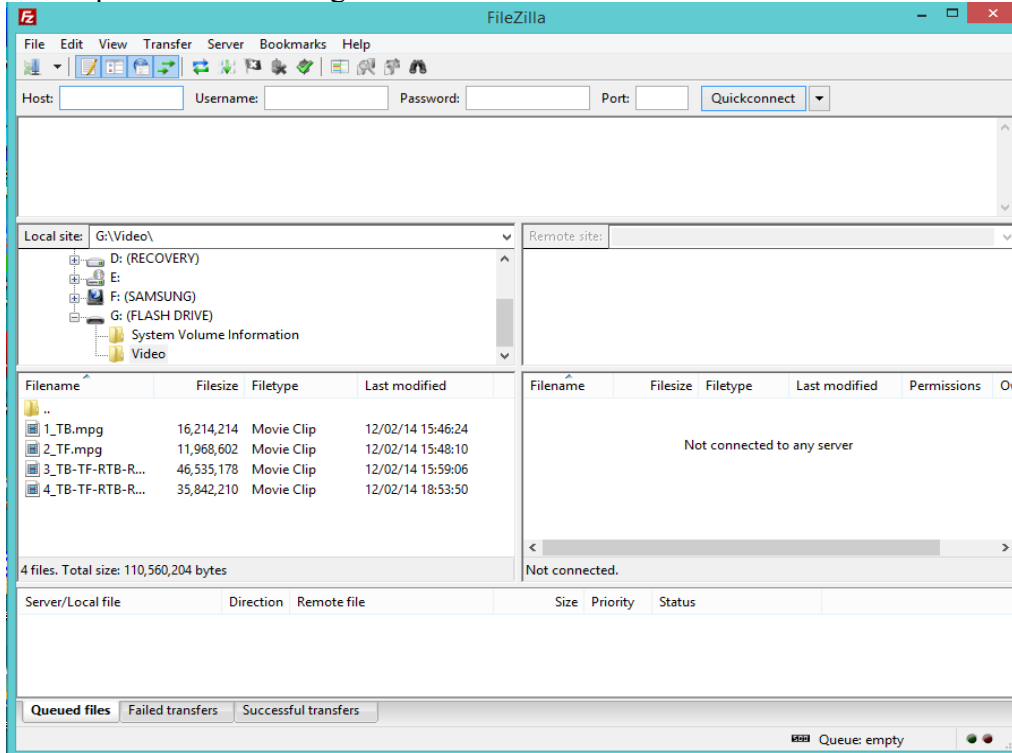 FileZilla
File Edit View Transfer Server Bookmarks Help
Host: Username: Password: Port: Quickconnect
Local site: G:\Video\
D: (RECOVERY)
E:
F: (SAMSUNG)
G: (FLASH DRIVE)
System Volume Information
Video
Remote site:
Filename Filesize Filetype Last modified
..
1_TB.mpg 16,214,214 Movie Clip 12/02/14 15:46:24
2_TF.mpg 11,968,602 Movie Clip 12/02/14 15:48:10
3_TB-TF-RTB-R... 46,535,178 Movie Clip 12/02/14 15:59:06
4_TB-TF-RTB-R... 35,842,210 Movie Clip 12/02/14 18:53:50
4 files. Total size: 110,560,204 bytes
Filename Filesize Filetype Last modified Permissions Ow
Not connected to any server
Not connected.
Server/Local file Direction Remote file Size Priority Status
Queued files Failed transfers Successful transfers
Queue: empty